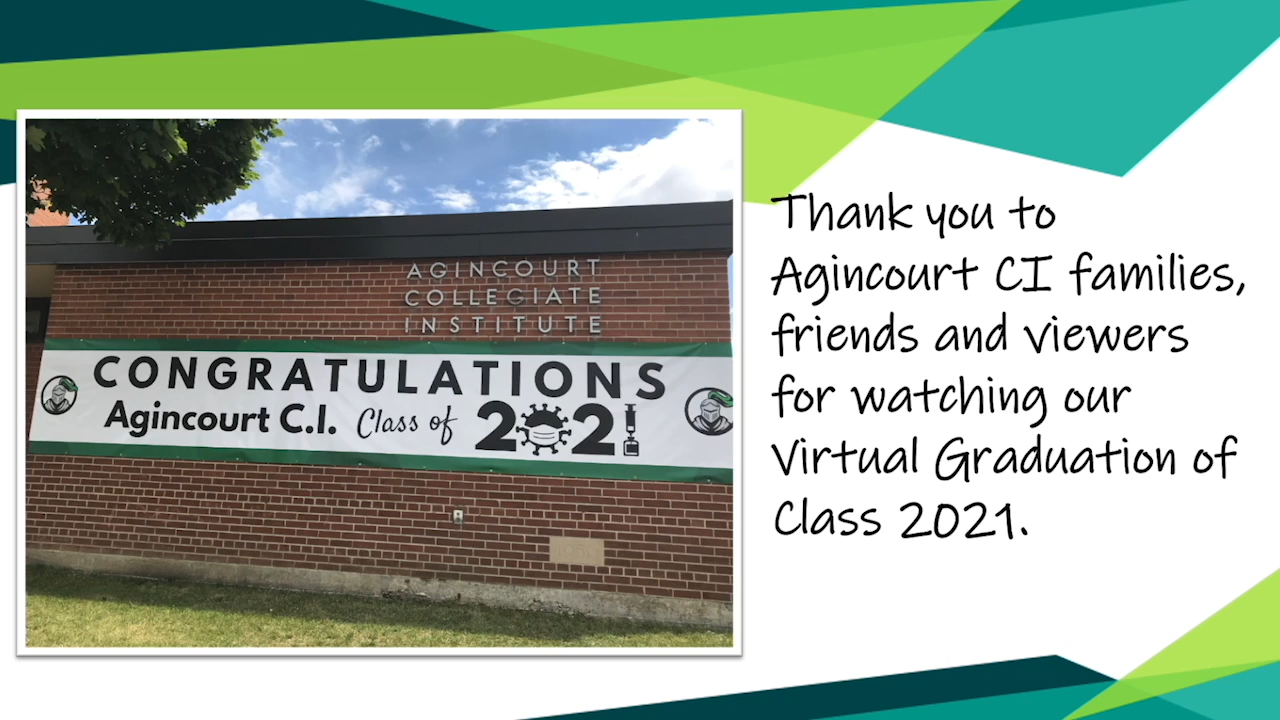 AGINCOURT
COLLEGIATE
INSTITUTE
CONGRATULATIONS
Agincourt C.I. Class of 2021
Thank you to
Agincourt CI families,
friends and viewers
for watching our
Virtual Graduation of
Class 2021.